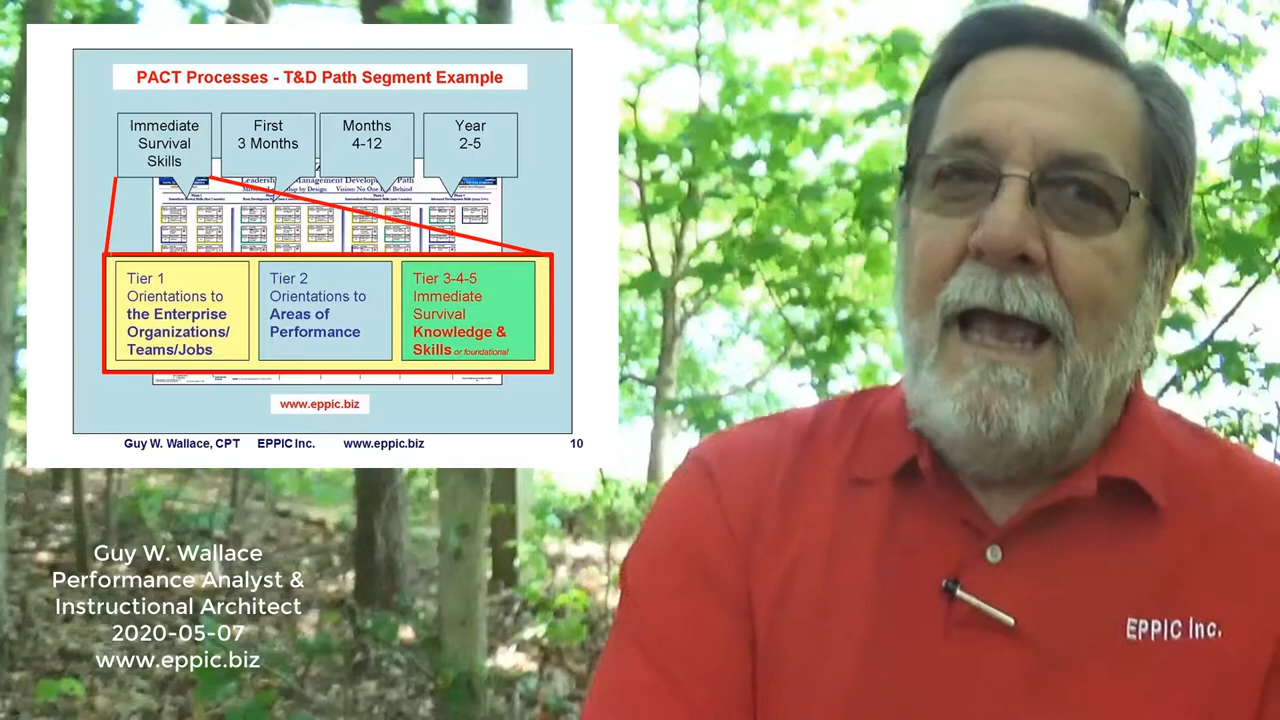 PACT Processes - T&D Path Segment Example
Immediate
Survival
Skills
First
3 Months
Months
4-12
Year
2-5
Tier 1
Orientations to
the Enterprise
Organizations/
Teams/Jobs
Tier 2
Orientations to
Areas of
Performance
Tier 3-4-5
Immediate
Survival
Knowledge &
Skills or foundational
www.eppic.biz
Guy W. Wallace, CPT EPPIC Inc. www.eppic.biz 10
Guy W. Wallace
Performance Analyst &
Instructional Architect
2020-05-07
www.eppic.biz
EPPIC Inc.